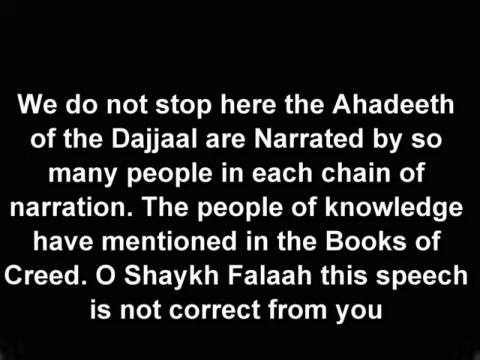 We do not stop here the Ahadeeth
of the Dajjaal are Narrated by so
many people in each chain of
narration. The people of knowledge
have mentioned in the Books of
Creed. O Shaykh Falaah this speech
is not correct from you